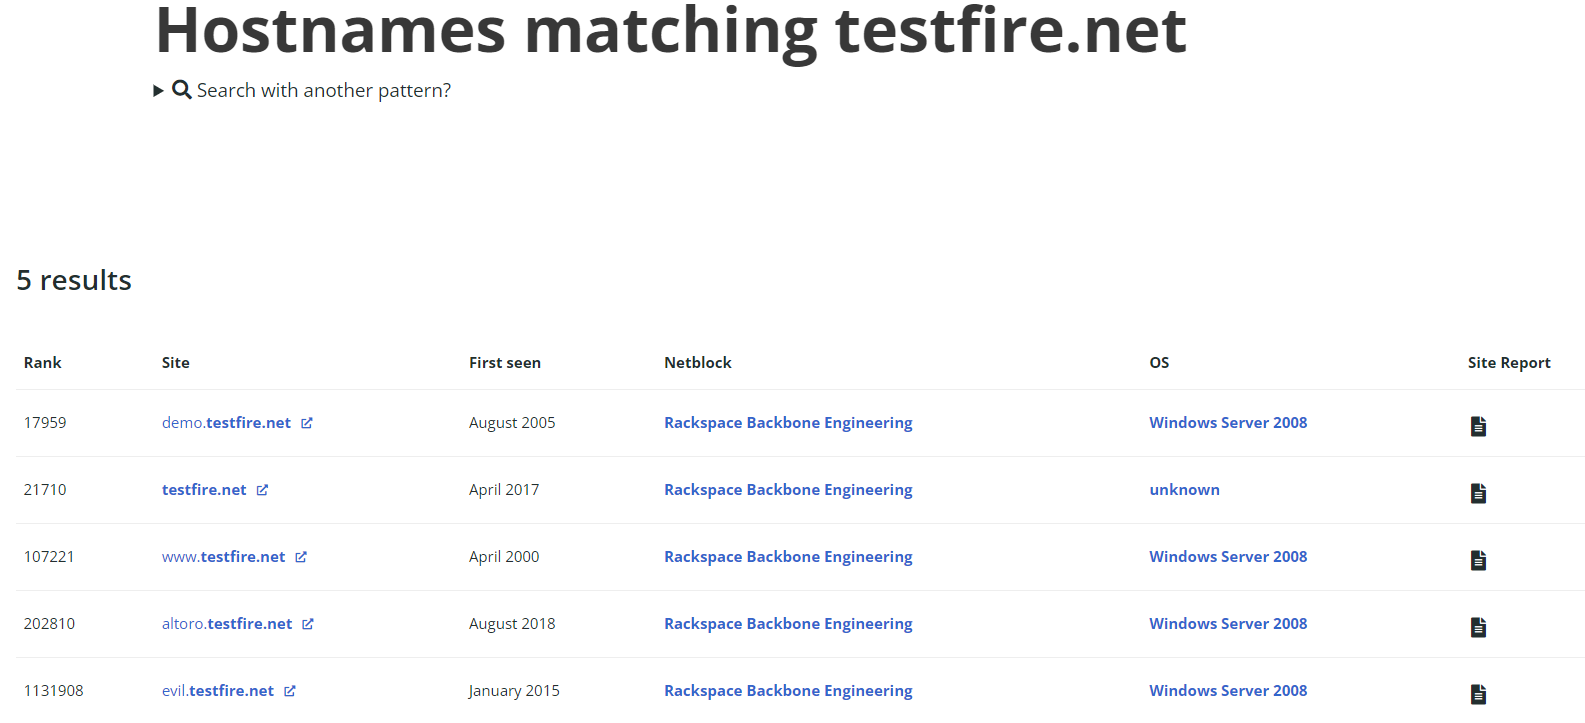 Hostnames matching testfire.net
Search with another pattern?
5 results
Rank Site First seen Netblock OS Site Report
17959 demo.testfire.net August 2005 Rackspace Backbone Engineering Windows Server 2008
21710 testfire.net April 2017 Rackspace Backbone Engineering unknown
107221 www.testfire.net April 2000 Rackspace Backbone Engineering Windows Server 2008
202810 altoro.testfire.net August 2018 Rackspace Backbone Engineering Windows Server 2008
1131908 evil.testfire.net January 2015 Rackspace Backbone Engineering Windows Server 2008